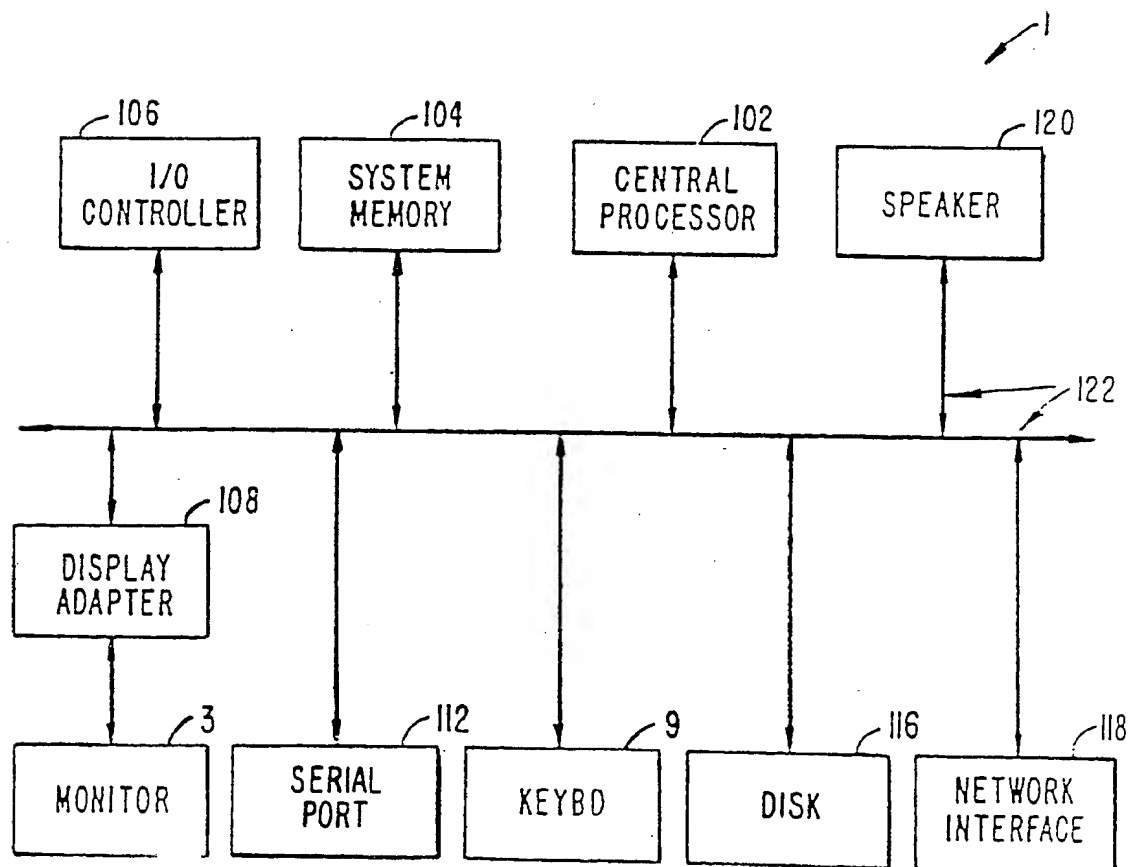 1
106
104
102
120
I/O
CONTROLLER
SYSTEM
MEMORY
CENTRAL
PROCESSOR
SPEAKER
122
108
DISPLAY
ADAPTER
3
112
9
116
118
MONITOR
SERIAL
PORT
KEYBD
DISK
NETWORK
INTERFACE